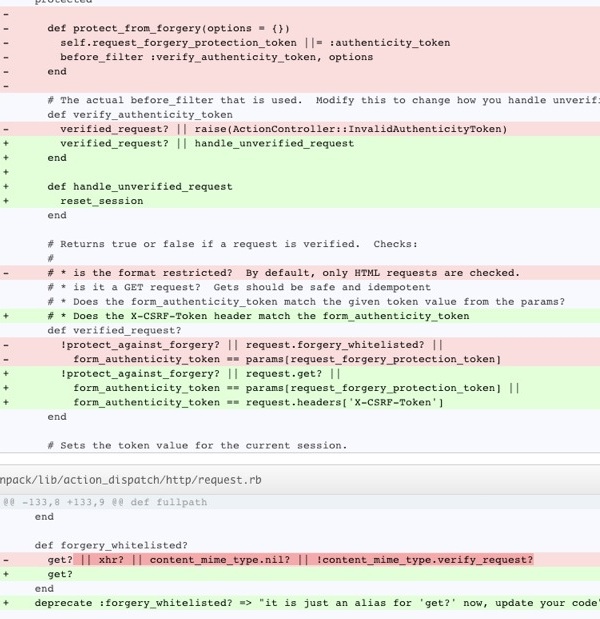 protected
-
-     def protect_from_forgery(options = {})
-       self.request_forgery_protection_token ||= :authenticity_token
-       before_filter :verify_authenticity_token, options
-     end
-
      # The actual before_filter that is used.  Modify this to change how you handle unverifi
      def verify_authenticity_token
-       verified_request? || raise(ActionController::InvalidAuthenticityToken)
+       verified_request? || handle_unverified_request
+     end
+
+     def handle_unverified_request
+       reset_session
      end

      # Returns true or false if a request is verified.  Checks:
      #
-     # * is the format restricted?  By default, only HTML requests are checked.
      # * is it a GET request?  Gets should be safe and idempotent
      # * Does the form_authenticity_token match the given token value from the params?
+     # * Does the X-CSRF-Token header match the form_authenticity_token
      def verified_request?
-       !protect_against_forgery? || request.forgery_whitelisted? ||
-         form_authenticity_token == params[request_forgery_protection_token]
+       !protect_against_forgery? || request.get? ||
+         form_authenticity_token == params[request_forgery_protection_token] ||
+         form_authenticity_token == request.headers['X-CSRF-Token']
      end

      # Sets the token value for the current session.
npack/lib/action_dispatch/http/request.rb
@@ -133,8 +133,9 @@ def fullpath
    end

    def forgery_whitelisted?
-     get? || xhr? || content_mime_type.nil? || !content_mime_type.verify_request?
+     get?
    end
+   deprecate :forgery_whitelisted? => "it is just an alias for 'get?' now, update your code"